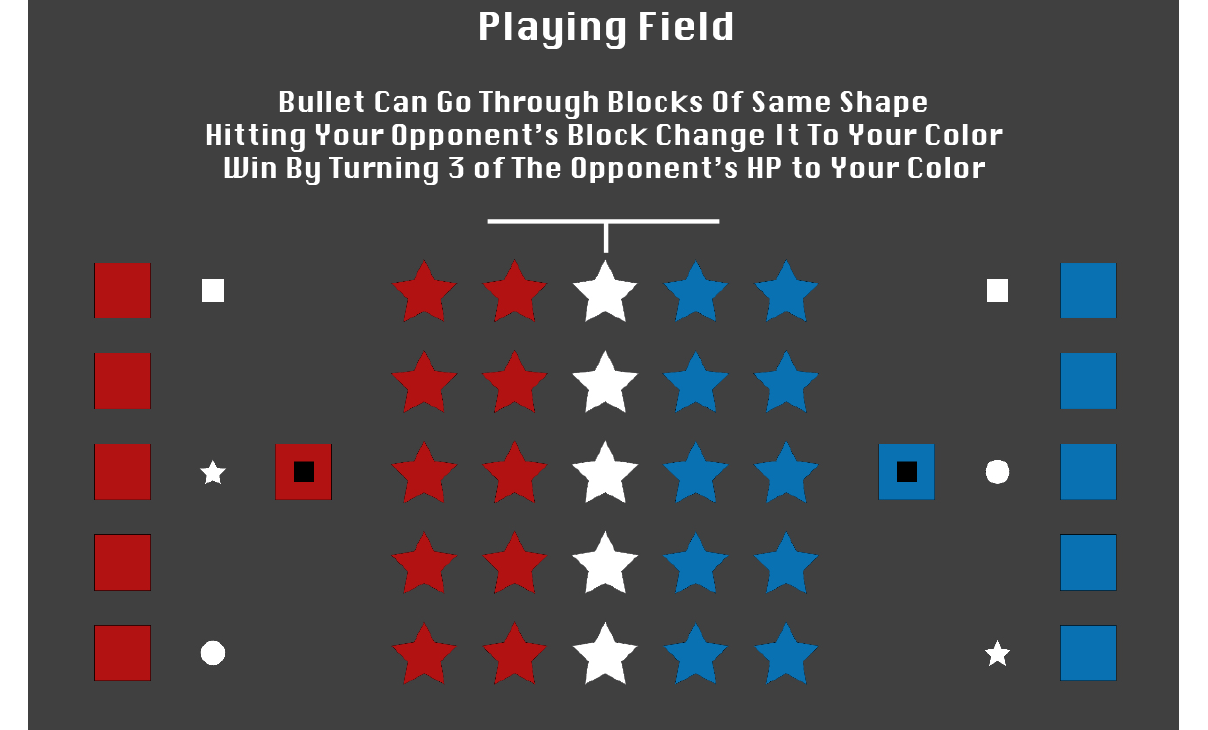 Playing Field
Bullet Can Go Through Blocks Of Same Shape
Hitting Your Opponent's Block Change It To Your Color
Win By Turning 3 of The Opponent's HP to Your Color